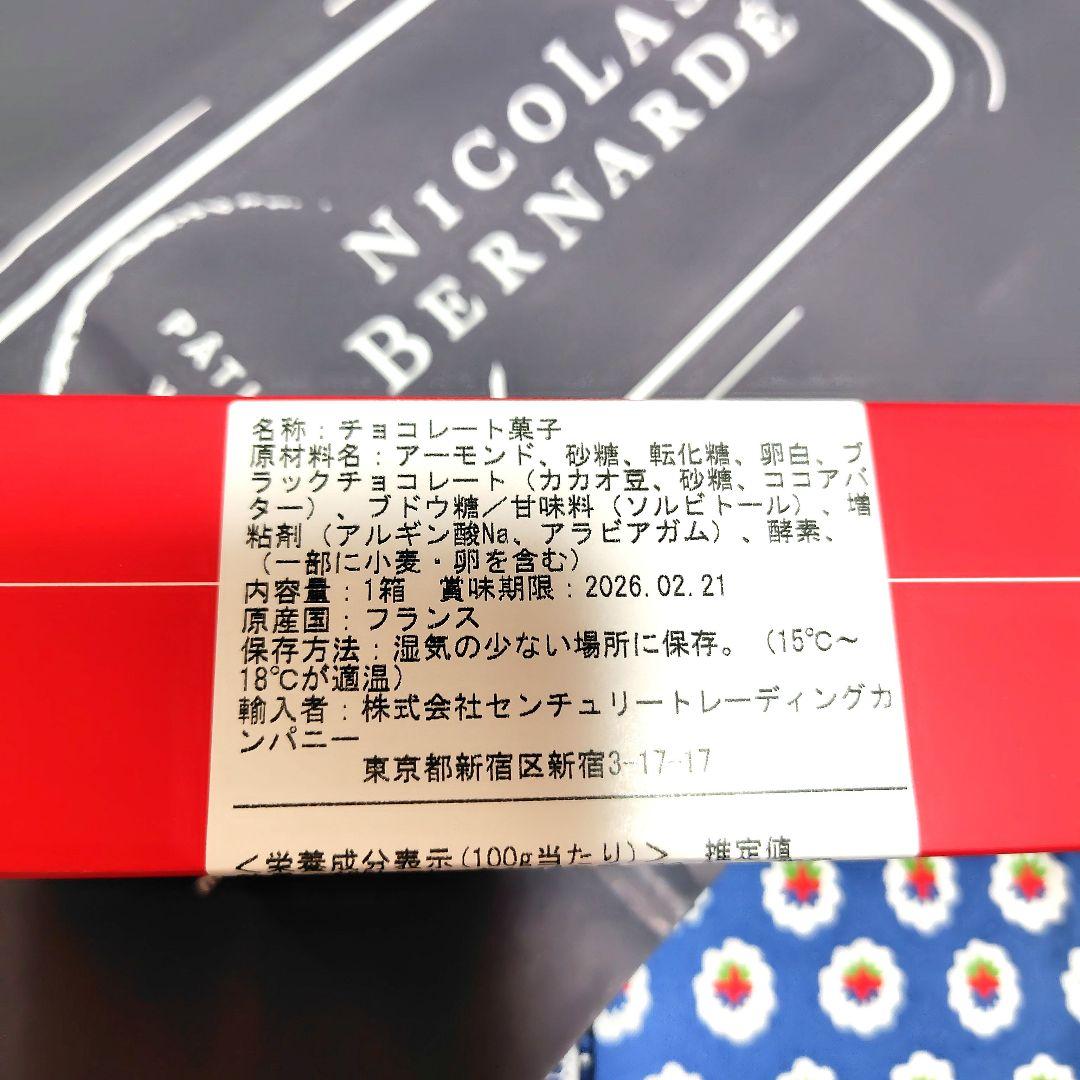 NICOLAS
BERNARDÉ
PÂTI
名称：チョコレート菓子
原材料名：アーモンド、砂糖、転化糖、卵白、ブ
ラックチョコレート（カカオ豆、砂糖、ココアバ
ター）、ブドウ糖／甘味料（ソルビトール）、増
粘剤（アルギン酸Na、アラビアガム）、酵素、
（一部に小麦・卵を含む）
内容量：1箱　賞味期限：2026.02.21
原産国：フランス
保存方法：湿気の少ない場所に保存。（15℃～
18℃が適温）
輸入者：株式会社センチュリートレーディングカ
ンパニー
東京都新宿区新宿3-17-17
＜栄養成分表示(100g当たり)＞　推定値